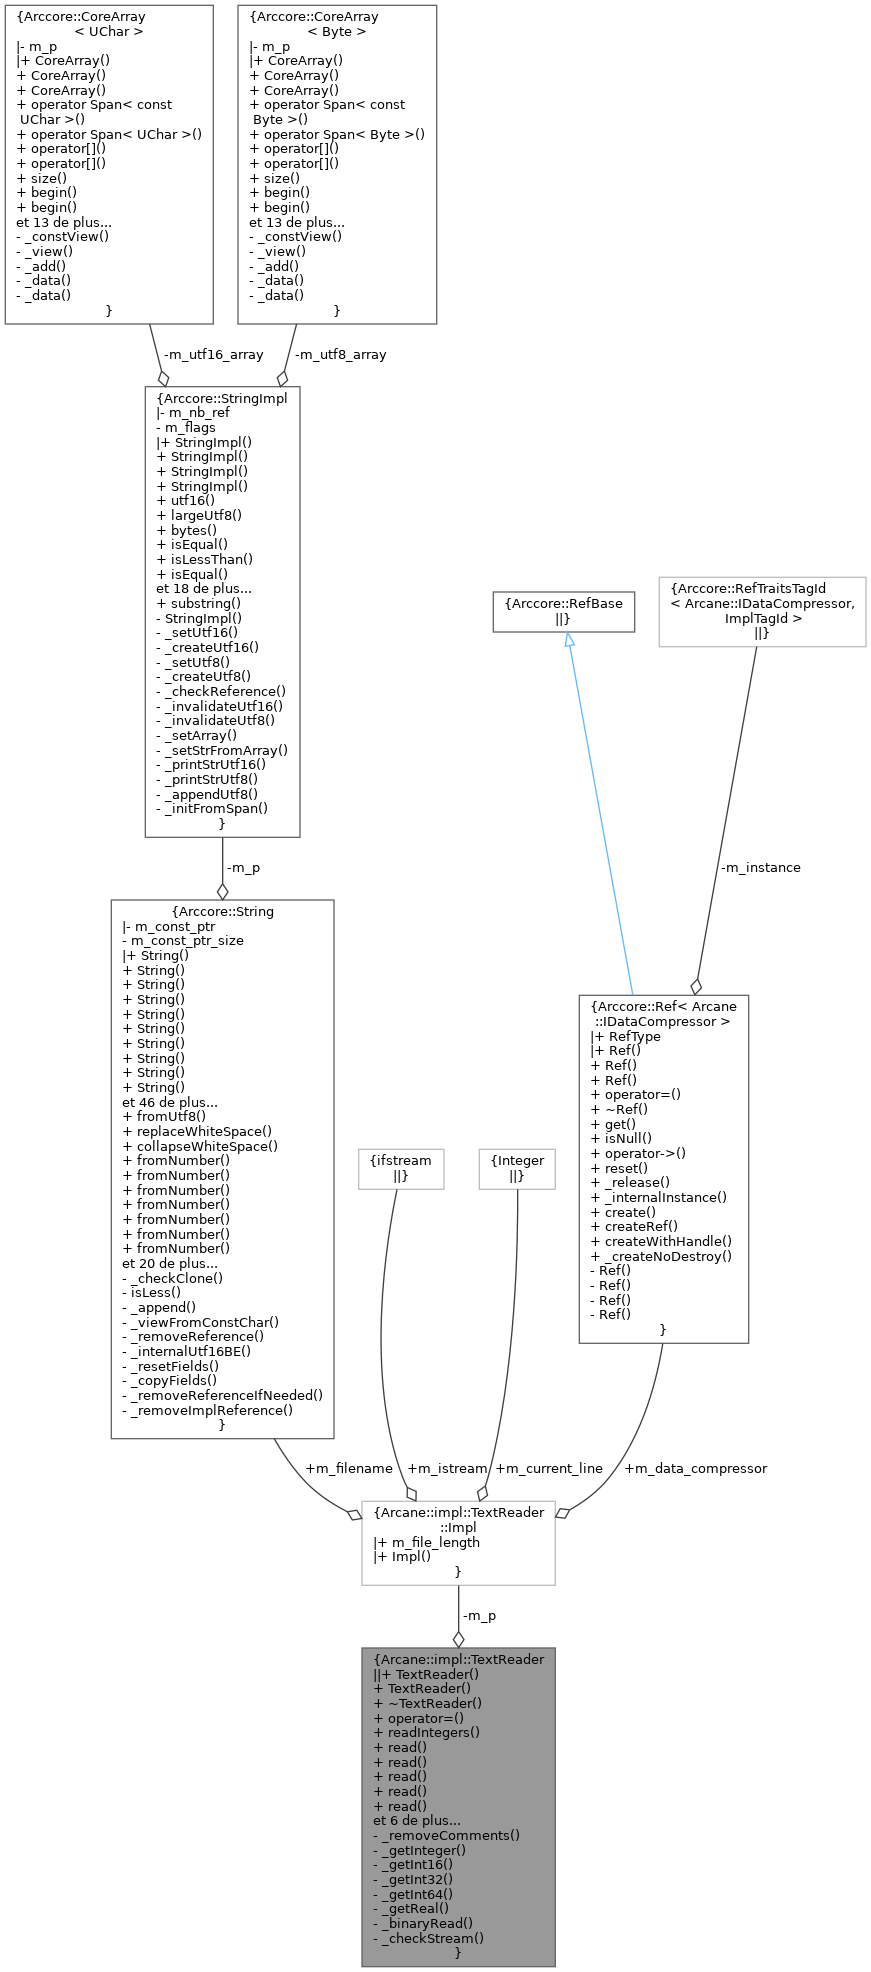 {Arccore::CoreArray
< UChar >
|- m_p
|+ CoreArray()
+ CoreArray()
+ CoreArray()
+ operator Span< const
UChar >()
+ operator Span< UChar >()
+ operator[]()
+ operator[]()
+ size()
+ begin()
+ begin()
et 13 de plus...
- _constView()
- _view()
- _add()
- _data()
- _data()
}
{Arccore::CoreArray
< Byte >
|- m_p
|+ CoreArray()
+ CoreArray()
+ CoreArray()
+ operator Span< const
Byte >()
+ operator Span< Byte >()
+ operator[]()
+ operator[]()
+ size()
+ begin()
+ begin()
et 13 de plus...
- _constView()
- _view()
- _add()
- _data()
- _data()
}
-m_utf16_array
-m_utf8_array
{Arccore::StringImpl
|- m_nb_ref
- m_flags
|+ StringImpl()
+ StringImpl()
+ StringImpl()
+ StringImpl()
+ utf16()
+ largeUtf8()
+ bytes()
+ isEqual()
+ isLessThan()
+ isEqual()
et 18 de plus...
+ substring()
- StringImpl()
- _setUtf16()
- _createUtf16()
- _setUtf8()
- _createUtf8()
- _checkReference()
- _invalidateUtf16()
- _invalidateUtf8()
- _setArray()
- _setStrFromArray()
- _printStrUtf16()
- _printStrUtf8()
- _appendUtf8()
- _initFromSpan()
}
{Arccore::RefBase
||}
{Arccore::RefTraitsTagId
< Arcane::IDataCompressor,
ImplTagId >
||}
-m_p
-m_instance
{Arccore::String
|- m_const_ptr
- m_const_ptr_size
|+ String()
+ String()
+ String()
+ String()
+ String()
+ String()
+ String()
+ String()
+ String()
+ String()
et 46 de plus...
+ fromUtf8()
+ replaceWhiteSpace()
+ collapseWhiteSpace()
+ fromNumber()
+ fromNumber()
+ fromNumber()
+ fromNumber()
+ fromNumber()
+ fromNumber()
+ fromNumber()
et 20 de plus...
- _checkClone()
- isLess()
- _append()
- _viewFromConstChar()
- _removeReference()
- _internalUtf16BE()
- _resetFields()
- _copyFields()
- _removeReferenceIfNeeded()
- _removeImplReference()
}
{ifstream
||}
{Integer
||}
{Arccore::Ref< Arcane
::IDataCompressor >
|+ RefType
|+ Ref()
+ Ref()
+ Ref()
+ operator=()
+ ~Ref()
+ get()
+ isNull()
+ operator->()
+ reset()
+ _release()
+ _internalInstance()
+ create()
+ createRef()
+ createWithHandle()
+ _createNoDestroy()
- Ref()
- Ref()
- Ref()
- Ref()
}
+m_filename
+m_istream
+m_current_line
+m_data_compressor
{Arcane::impl::TextReader
::Impl
|+ m_file_length
|+ Impl()
}
-m_p
{Arcane::impl::TextReader
||+ TextReader()
+ TextReader()
+ ~TextReader()
+ operator=()
+ readIntegers()
+ read()
+ read()
+ read()
+ read()
+ read()
et 6 de plus...
- _removeComments()
- _getInteger()
- _getInt16()
- _getInt32()
- _getInt64()
- _getReal()
- _binaryRead()
- _checkStream()
}